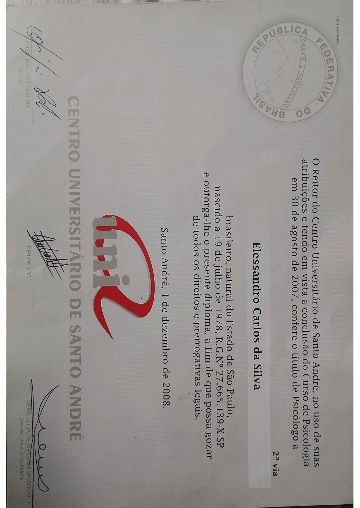 REPÚBLICA FEDERATIVA DO BRASIL
O Reitor do Centro Universitário de Santo André, no uso de suas
atribuições e tendo em vista a conclusão do Curso de Psicologia
em 30 de agosto de 2007, confere o título de Psicólogo a
2ª via
Elessandro Carlos da Silva
brasileiro, natural do Estado de São Paulo,
nascido a 19 de julho de 1978, R.G.Nº 27.665.139-X-SP
e outorga-lhe o presente diploma, a fim de que possa gozar
de todos os direitos e prerrogativas legais.
Santo André, 1 de dezembro de 2008.
uni
CENTRO UNIVERSITÁRIO DE SANTO ANDRÉ